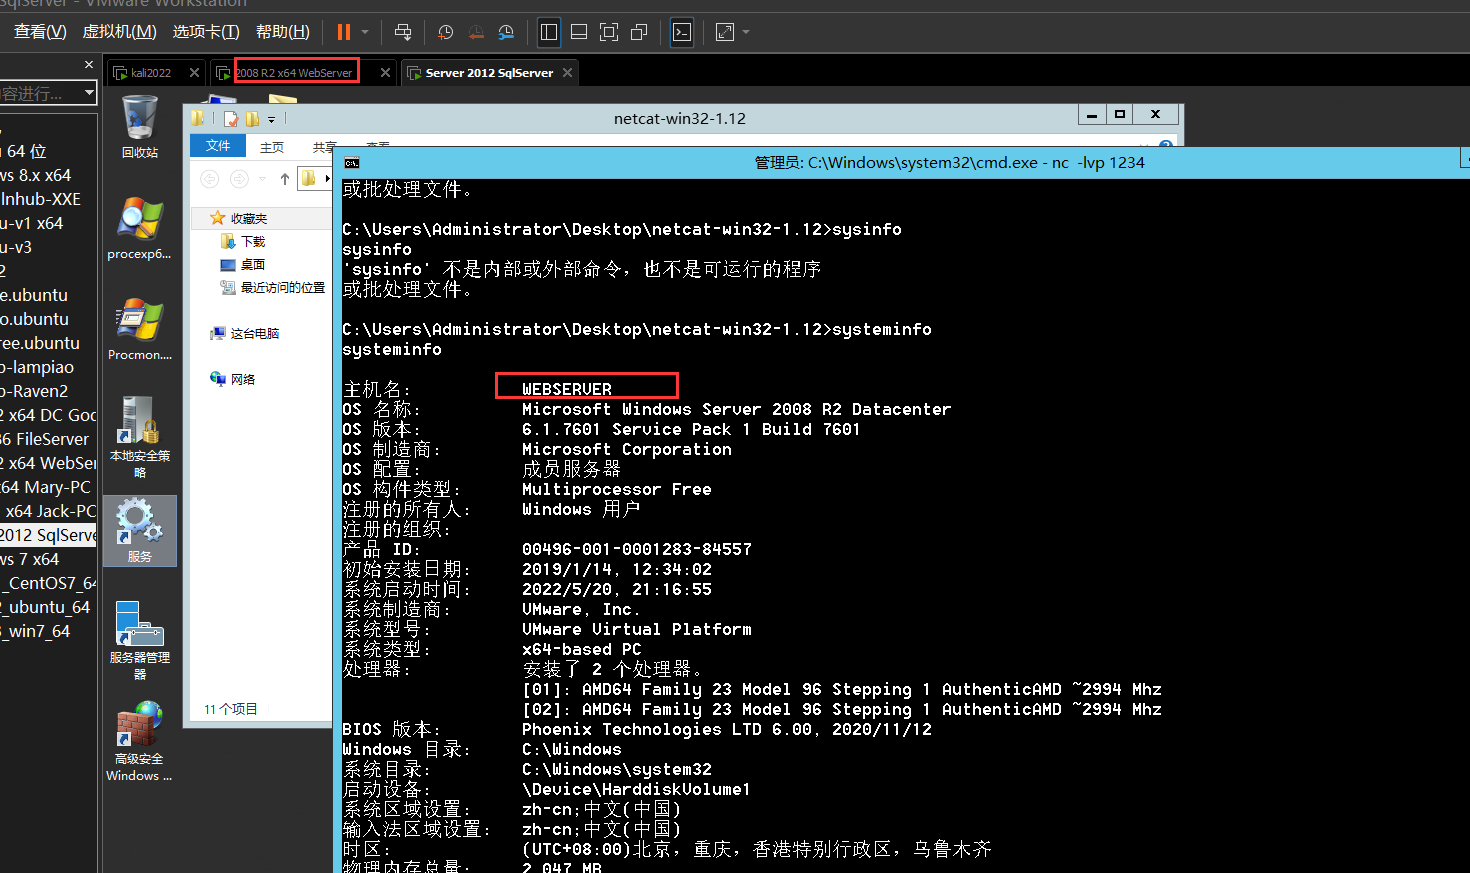 SqlServer - VMware Workstation
查看(V) 虚拟机(M) 选项卡(T) 帮助(H)
kali2022
2008 R2 x64 WebServer
Server 2012 SqlServer
内容进行...
64 位
ws 8.x x64
lnhub-XXE
u-v1 x64
u-v3
2
e.ubuntu
o.ubuntu
ree.ubuntu
o-lampiao
o-Raven2
2 x64 DC Goc
36 FileServer
2 x64 WebSer
x64 Mary-PC
x64 Jack-PC
2012 SqlServe
ws 7 x64
_CentOS7_64
2_ubuntu_64
3_win7_64
回收站
procexp6...
Procmon....
本地安全策
略
服务
服务器管理
器
高级安全
Windows ...
netcat-win32-1.12
文件 主页 共享 查看
收藏夹
下载
桌面
最近访问的位置
这台电脑
网络
11 个项目
管理员: C:\Windows\system32\cmd.exe - nc -lvp 1234
或批处理文件。
C:\Users\Administrator\Desktop\netcat-win32-1.12>sysinfo
sysinfo
'sysinfo' 不是内部或外部命令，也不是可运行的程序
或批处理文件。
C:\Users\Administrator\Desktop\netcat-win32-1.12>systeminfo
systeminfo
主机名: WEBSERVER
OS 名称: Microsoft Windows Server 2008 R2 Datacenter
OS 版本: 6.1.7601 Service Pack 1 Build 7601
OS 制造商: Microsoft Corporation
OS 配置: 成员服务器
OS 构件类型: Multiprocessor Free
注册的所有人: Windows 用户
注册的组织:
产品 ID: 00496-001-0001283-84557
初始安装日期: 2019/1/14, 12:34:02
系统启动时间: 2022/5/20, 21:16:55
系统制造商: VMware, Inc.
系统型号: VMware Virtual Platform
系统类型: x64-based PC
处理器: 安装了 2 个处理器。
[01]: AMD64 Family 23 Model 96 Stepping 1 AuthenticAMD ~2994 Mhz
[02]: AMD64 Family 23 Model 96 Stepping 1 AuthenticAMD ~2994 Mhz
BIOS 版本: Phoenix Technologies LTD 6.00, 2020/11/12
Windows 目录: C:\Windows
系统目录: C:\Windows\system32
启动设备: \Device\HarddiskVolume1
系统区域设置: zh-cn;中文(中国)
输入法区域设置: zh-cn;中文(中国)
时区: (UTC+08:00)北京，重庆，香港特别行政区，乌鲁木齐
物理内存总量: 2,047 MB